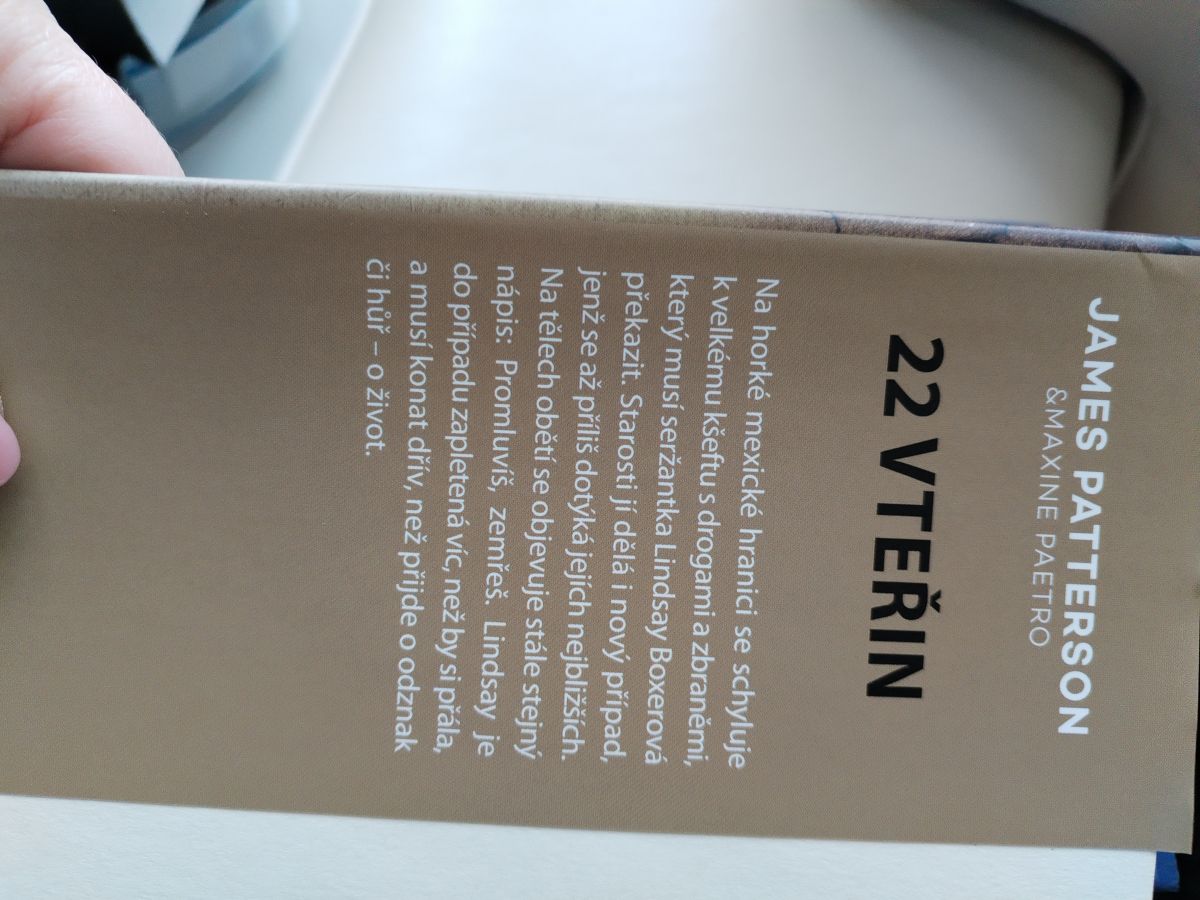 JAMES PATTERSON
&MAXINE PAETRO
22 VTEŘIN
Na horké mexické hranici se schyluje
k velkému kšeftu s drogami a zbraněmi,
který musí seržantka Lindsay Boxerová
překazit. Starosti jí dělá i nový případ,
jenž se až příliš dotýká jejích nejbližších.
Na tělech obětí se objevuje stále stejný
nápis: Promluvíš, zemřeš. Lindsay je
do případu zapletená víc, než by si přála,
a musí konat dřív, než přijde o odznak
či hůř – o život.